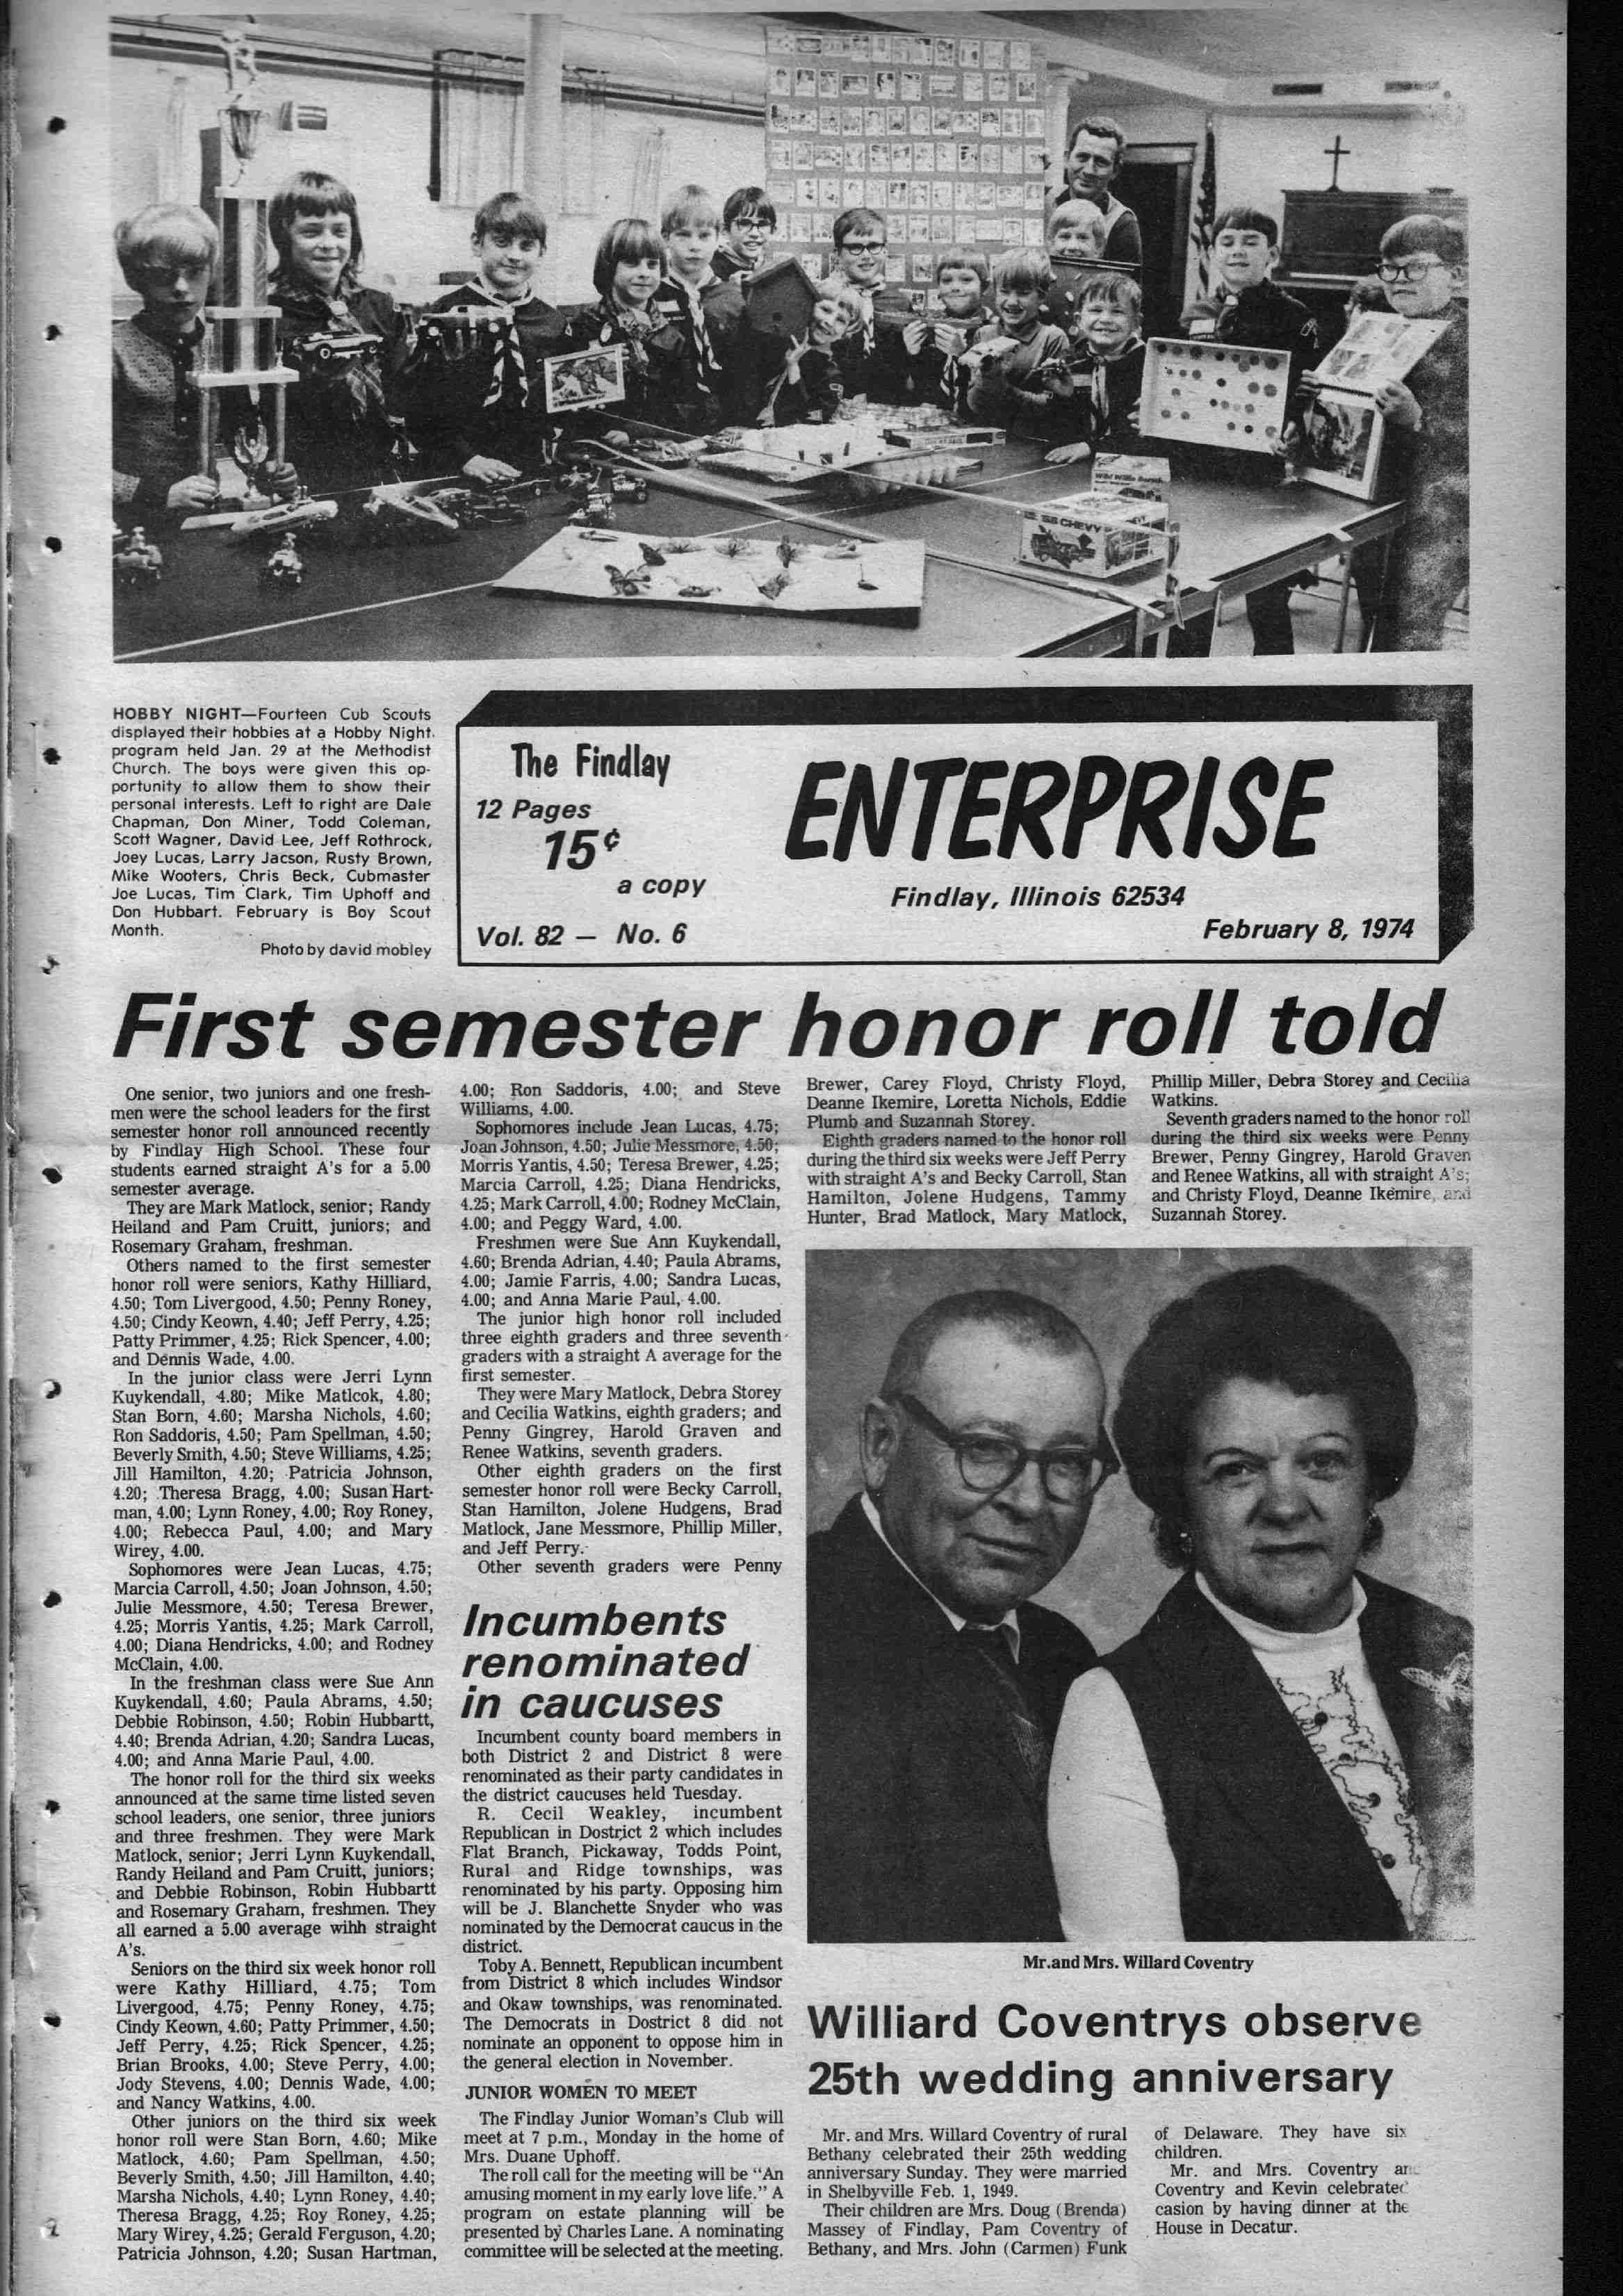 '55 CHEVY
HOBBY NIGHT—Fourteen Cub Scouts
displayed their hobbies at a Hobby Night
program held Jan. 29 at the Methodist
Church. The boys were given this op-
portunity to allow them to show their
personal interests. Left to right are Dale
Chapman, Don Miner, Todd Coleman,
Scott Wagner, David Lee, Jeff Rothrock,
Joey Lucas, Larry Jacson, Rusty Brown,
Mike Wooters, Chris Beck, Cubmaster
Joe Lucas, Tim Clark, Tim Uphoff and
Don Hubbart. February is Boy Scout
Month.
Photo by david mobley
The Findlay
ENTERPRISE
12 Pages
15¢
a copy
Vol. 82 — No. 6
Findlay, Illinois 62534
February 8, 1974
First semester honor roll told
One senior, two juniors and one fresh-
men were the school leaders for the first
semester honor roll announced recently
by Findlay High School. These four
students earned straight A's for a 5.00
semester average.
They are Mark Matlock, senior; Randy
Heiland and Pam Cruitt, juniors; and
Rosemary Graham, freshman.
Others named to the first semester
honor roll were seniors, Kathy Hilliard,
4.50; Tom Livergood, 4.50; Penny Roney,
4.50; Cindy Keown, 4.40; Jeff Perry, 4.25;
Patty Primmer, 4.25; Rick Spencer, 4.00;
and Dennis Wade, 4.00.
In the junior class were Jerri Lynn
Kuykendall, 4.80; Mike Matlcok, 4.80;
Stan Born, 4.60; Marsha Nichols, 4.60;
Ron Saddoris, 4.50; Pam Spellman, 4.50;
Beverly Smith, 4.50; Steve Williams, 4.25;
Jill Hamilton, 4.20; Patricia Johnson,
4.20; Theresa Bragg, 4.00; Susan Hart-
man, 4.00; Lynn Roney, 4.00; Roy Roney,
4.00; Rebecca Paul, 4.00; and Mary
Wirey, 4.00.
Sophomores were Jean Lucas, 4.75;
Marcia Carroll, 4.50; Joan Johnson, 4.50;
Julie Messmore, 4.50; Teresa Brewer,
4.25; Morris Yantis, 4.25; Mark Carroll,
4.00; Diana Hendricks, 4.00; and Rodney
McClain, 4.00.
In the freshman class were Sue Ann
Kuykendall, 4.60; Paula Abrams, 4.50;
Debbie Robinson, 4.50; Robin Hubbartt,
4.40; Brenda Adrian, 4.20; Sandra Lucas,
4.00; and Anna Marie Paul, 4.00.
The honor roll for the third six weeks
announced at the same time listed seven
school leaders, one senior, three juniors
and three freshmen. They were Mark
Matlock, senior; Jerri Lynn Kuykendall,
Randy Heiland and Pam Cruitt, juniors;
and Debbie Robinson, Robin Hubbartt
and Rosemary Graham, freshmen. They
all earned a 5.00 average wihh straight
A's.
Seniors on the third six week honor roll
were Kathy Hilliard, 4.75; Tom
Livergood, 4.75; Penny Roney, 4.75;
Cindy Keown, 4.60; Patty Primmer, 4.50;
Jeff Perry, 4.25; Rick Spencer, 4.25;
Brian Brooks, 4.00; Steve Perry, 4.00;
Jody Stevens, 4.00; Dennis Wade, 4.00;
and Nancy Watkins, 4.00.
Other juniors on the third six week
honor roll were Stan Born, 4.60; Mike
Matlock, 4.60; Pam Spellman, 4.50;
Beverly Smith, 4.50; Jill Hamilton, 4.40;
Marsha Nichols, 4.40; Lynn Roney, 4.40;
Theresa Bragg, 4.25; Roy Roney, 4.25;
Mary Wirey, 4.25; Gerald Ferguson, 4.20;
Patricia Johnson, 4.20; Susan Hartman,
4.00; Ron Saddoris, 4.00; and Steve
Williams, 4.00.
Sophomores include Jean Lucas, 4.75;
Joan Johnson, 4.50; Julie Messmore, 4.50;
Morris Yantis, 4.50; Teresa Brewer, 4.25;
Marcia Carroll, 4.25; Diana Hendricks,
4.25; Mark Carroll, 4.00; Rodney McClain,
4.00; and Peggy Ward, 4.00.
Freshmen were Sue Ann Kuykendall,
4.60; Brenda Adrian, 4.40; Paula Abrams,
4.00; Jamie Farris, 4.00; Sandra Lucas,
4.00; and Anna Marie Paul, 4.00.
The junior high honor roll included
three eighth graders and three seventh
graders with a straight A average for the
first semester.
They were Mary Matlock, Debra Storey
and Cecilia Watkins, eighth graders; and
Penny Gingrey, Harold Graven and
Renee Watkins, seventh graders.
Other eighth graders on the first
semester honor roll were Becky Carroll,
Stan Hamilton, Jolene Hudgens, Brad
Matlock, Jane Messmore, Phillip Miller,
and Jeff Perry.
Other seventh graders were Penny
Brewer, Carey Floyd, Christy Floyd,
Deanne Ikemire, Loretta Nichols, Eddie
Plumb and Suzannah Storey.
Eighth graders named to the honor roll
during the third six weeks were Jeff Perry
with straight A's and Becky Carroll, Stan
Hamilton, Jolene Hudgens, Tammy
Hunter, Brad Matlock, Mary Matlock,
Phillip Miller, Debra Storey and Cecilia
Watkins.
Seventh graders named to the honor roll
during the third six weeks were Penny
Brewer, Penny Gingrey, Harold Graven
and Renee Watkins, all with straight A's;
and Christy Floyd, Deanne Ikemire, and
Suzannah Storey.
Incumbents
renominated
in caucuses
Incumbent county board members in
both District 2 and District 8 were
renominated as their party candidates in
the district caucuses held Tuesday.
R. Cecil Weakley, incumbent
Republican in Dostrict 2 which includes
Flat Branch, Pickaway, Todds Point,
Rural and Ridge townships, was
renominated by his party. Opposing him
will be J. Blanchette Snyder who was
nominated by the Democrat caucus in the
district.
Toby A. Bennett, Republican incumbent
from District 8 which includes Windsor
and Okaw townships, was renominated.
The Democrats in Dostrict 8 did not
nominate an opponent to oppose him in
the general election in November.
JUNIOR WOMEN TO MEET
The Findlay Junior Woman's Club will
meet at 7 p.m., Monday in the home of
Mrs. Duane Uphoff.
The roll call for the meeting will be "An
amusing moment in my early love life." A
program on estate planning will be
presented by Charles Lane. A nominating
committee will be selected at the meeting.
Mr.and Mrs. Willard Coventry
Williard Coventrys observe
25th wedding anniversary
Mr. and Mrs. Willard Coventry of rural
Bethany celebrated their 25th wedding
anniversary Sunday. They were married
in Shelbyville Feb. 1, 1949.
Their children are Mrs. Doug (Brenda)
Massey of Findlay, Pam Coventry of
Bethany, and Mrs. John (Carmen) Funk
of Delaware. They have six
children.
Mr. and Mrs. Coventry
Coventry and Kevin celebrated
casion by having dinner at the
House in Decatur.